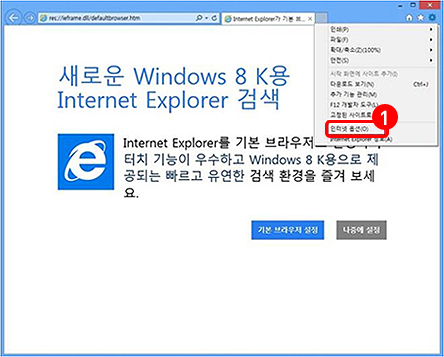 res://ieframe.dll/defaultbrowser.htm
Internet Explorer가 기본 브...
인쇄(P)
파일(F)
확대/축소(Z)(100%)
안전(S)
시작 화면에 사이트 추가(I)
다운로드 보기(N) Ctrl+J
추가 기능 관리(M)
F12 개발자 도구(L)
고정된 사이트로
1
인터넷 옵션(O)
Internet Explorer 정보(A)
새로운 Windows 8 K용
Internet Explorer 검색
Internet Explorer를 기본 브라우저로
터치 기능이 우수하고 Windows 8 K용으로 제
공되는 빠르고 유연한 검색 환경을 즐겨 보세
요.
기본 브라우저 설정
나중에 설정